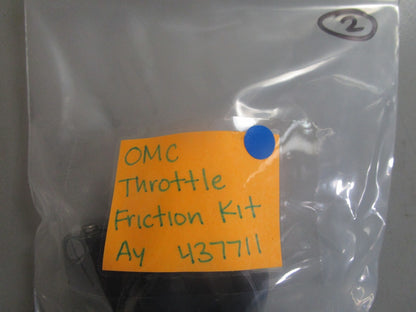 2
OMC
Throttle
Friction Kit
Ay 437711